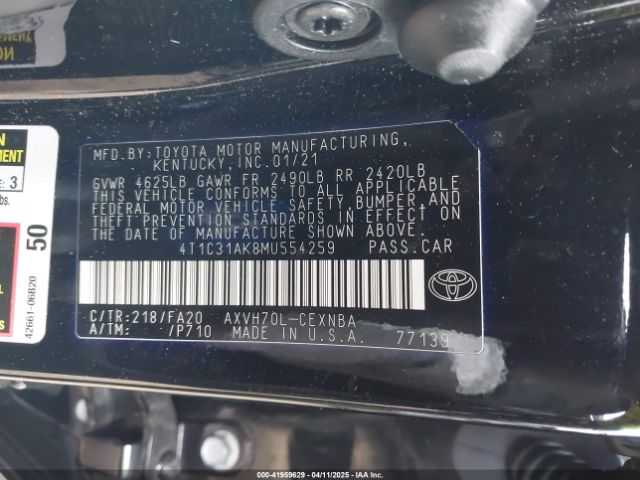 MFD.BY:TOYOTA MOTOR MANUFACTURING,
KENTUCKY, INC. 01/21
GVWR 4625LB GAWR FR 2490LB RR 2420LB
THIS VEHICLE CONFORMS TO ALL APPLICABLE
FEDERAL MOTOR VEHICLE SAFETY, BUMPER, AND
THEFT PREVENTION STANDARDS IN EFFECT ON
THE DATE OF MANUFACTURE SHOWN ABOVE.
4T1C31AK8MU554259 PASS.CAR
C/TR:218/FA20 AXVH70L-CEXNBA
A/TM: /P710 MADE IN U.S.A. 77139
50
42661-06B20
3
000-41959629 - 04/11/2025 - IAA Inc.